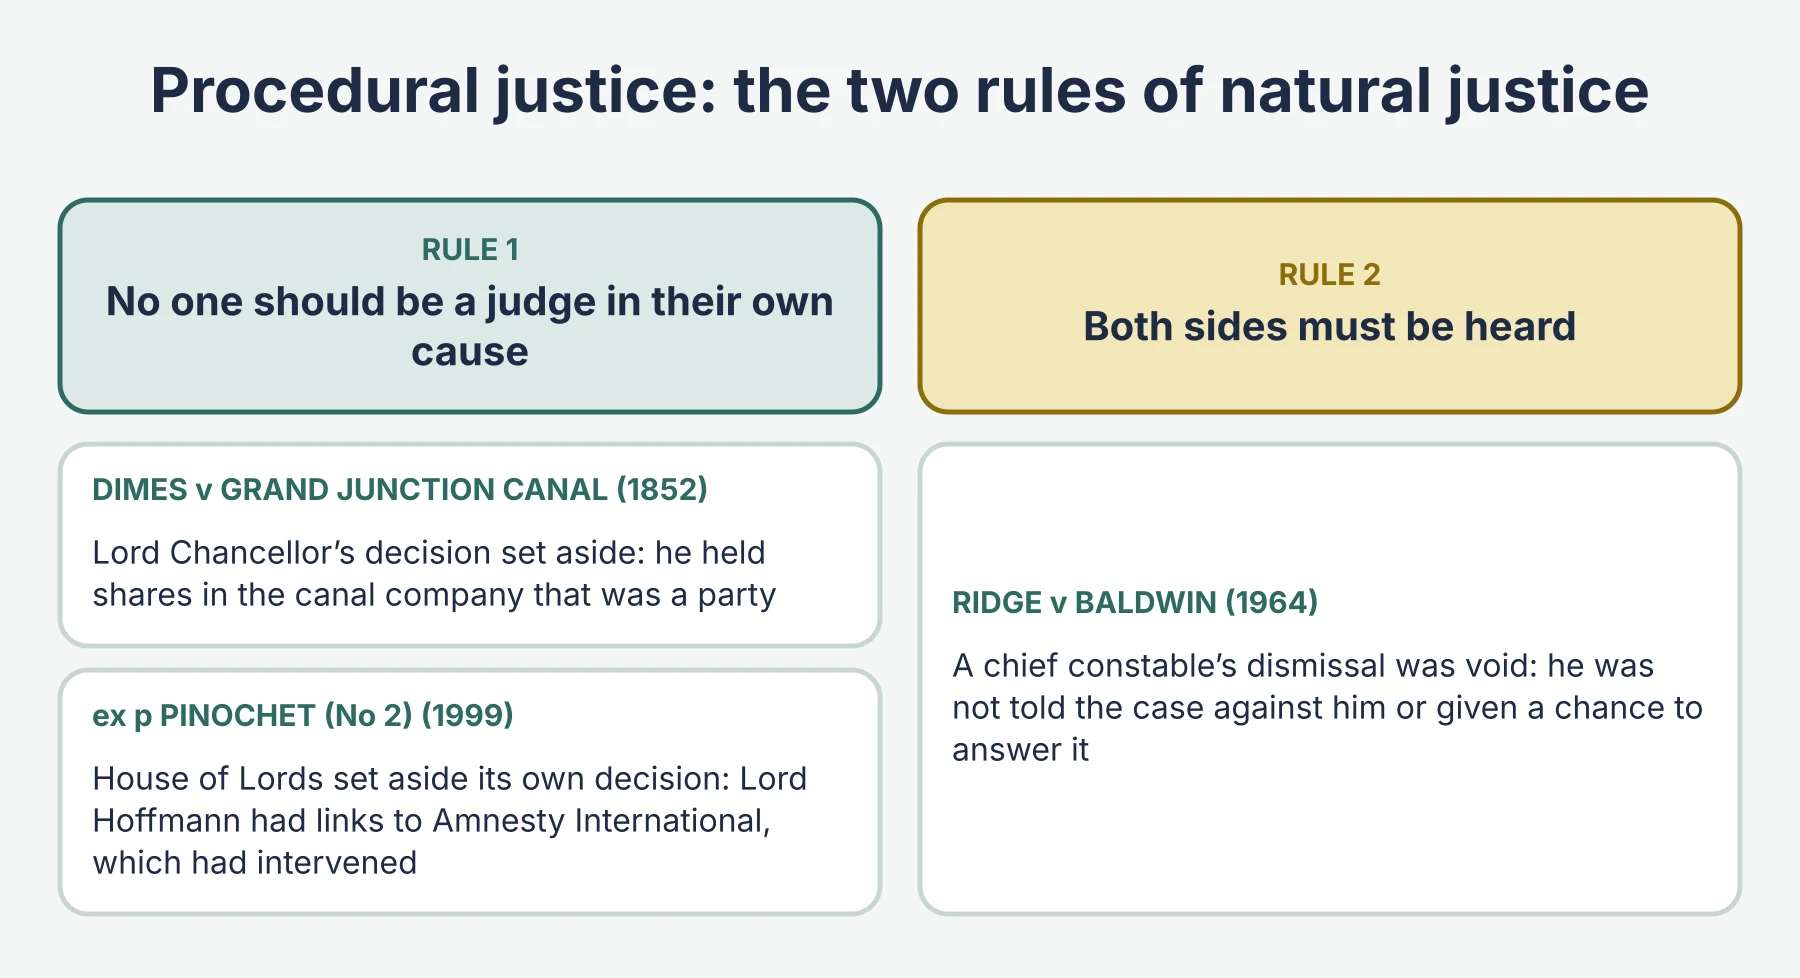 Procedural justice: the two rules of natural justice
RULE 1
No one should be a judge in their own
cause
RULE 2
Both sides must be heard
DIMES v GRAND JUNCTION CANAL (1852)
Lord Chancellor’s decision set aside: he held
shares in the canal company that was a party
ex p PINOCHET (No 2) (1999)
House of Lords set aside its own decision: Lord
Hoffmann had links to Amnesty International,
which had intervened
RIDGE v BALDWIN (1964)
A chief constable’s dismissal was void: he was
not told the case against him or given a chance to
answer it